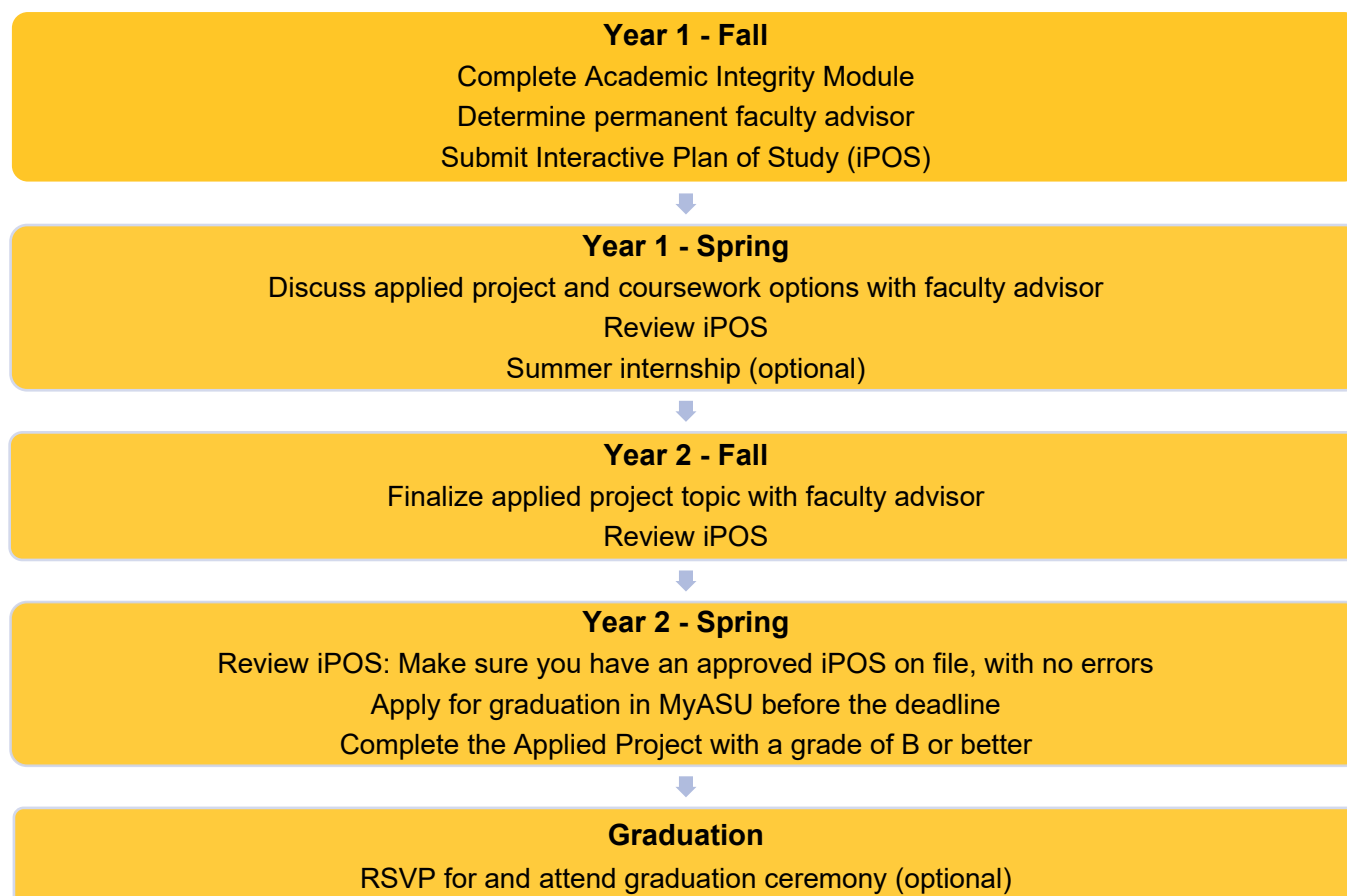 Year 1 - Fall
Complete Academic Integrity Module
Determine permanent faculty advisor
Submit Interactive Plan of Study (iPOS)
Year 1 - Spring
Discuss applied project and coursework options with faculty advisor
Review iPOS
Summer internship (optional)
Year 2 - Fall
Finalize applied project topic with faculty advisor
Review iPOS
Year 2 - Spring
Review iPOS: Make sure you have an approved iPOS on file, with no errors
Apply for graduation in MyASU before the deadline
Complete the Applied Project with a grade of B or better
Graduation
RSVP for and attend graduation ceremony (optional)